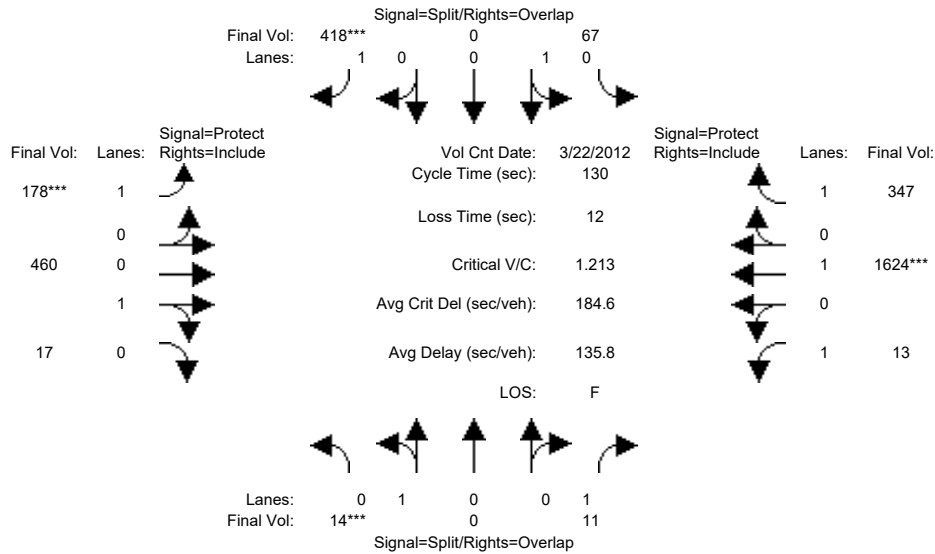 Signal=Split/Rights=Overlap
Final Vol: 418*** 0 67
Lanes: 1 0 0 1 0
Signal=Protect
Final Vol: Lanes: Rights=Include
Vol Cnt Date: 3/22/2012
Signal=Protect
Rights=Include Lanes: Final Vol:
Cycle Time (sec): 130
178*** 1
1 347
Loss Time (sec): 12
0
0
460 0
Critical V/C: 1.213
1 1624***
1
Avg Crit Del (sec/veh): 184.6
0
17 0
Avg Delay (sec/veh): 135.8
1 13
LOS: F
Lanes: 0 1 0 0 1
Final Vol: 14*** 0 11
Signal=Split/Rights=Overlap